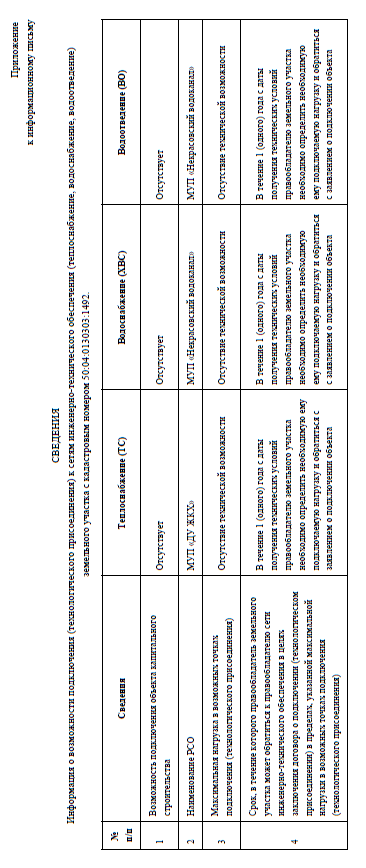 Приложение
к информационному письму
СВЕДЕНИЯ
Информация о возможности подключения (технологического присоединения) к сетям инженерно-технического обеспечения (теплоснабжение, водоснабжение, водоотведение)
земельного участка с кадастровым номером 50:04:0130303:1492.
№
п/п
Сведения
Теплоснабжение (ТС)
Водоснабжение (ХВС)
Водоотведение (ВО)
1
Возможность подключения объекта капитального
строительства
Отсутствует
Отсутствует
Отсутствует
2
Наименование РСО
МУП «ДУ ЖКХ»
МУП «Некрасовский водоканал»
МУП «Некрасовский водоканал»
3
Максимальная нагрузка в возможных точках
подключения (технологического присоединения)
Отсутствие технической возможности
Отсутствие технической возможности
Отсутствие технической возможности
4
Срок, в течение которого правообладатель земельного
участка может обратиться к правообладателю сети
инженерно-технического обеспечения в целях
заключения договора о подключении (технологическом
присоединении) в пределах, указанной максимальной
нагрузки в возможных точках подключения
(технологического присоединения)
В течение 1 (одного) года с даты
получения технических условий
правообладателю земельного участка
необходимо определить необходимую ему
подключаемую нагрузку и обратиться с
заявлением о подключении объекта
В течение 1 (одного) года с даты
получения технических условий
правообладателю земельного участка
необходимо определить необходимую
ему подключаемую нагрузку и обратиться
с заявлением о подключении объекта
В течение 1 (одного) года с даты
получения технических условий
правообладателю земельного участка
необходимо определить необходимую
ему подключаемую нагрузку и обратиться
с заявлением о подключении объекта